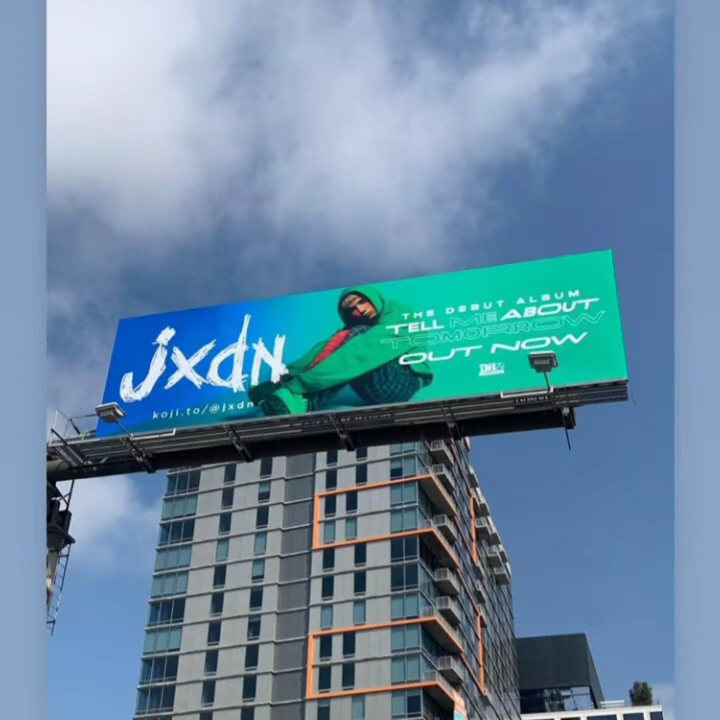 jxdn
koji.to/@jxdn
THE DEBUT ALBUM
TELL ME ABOUT
TOMORROW
OUT NOW